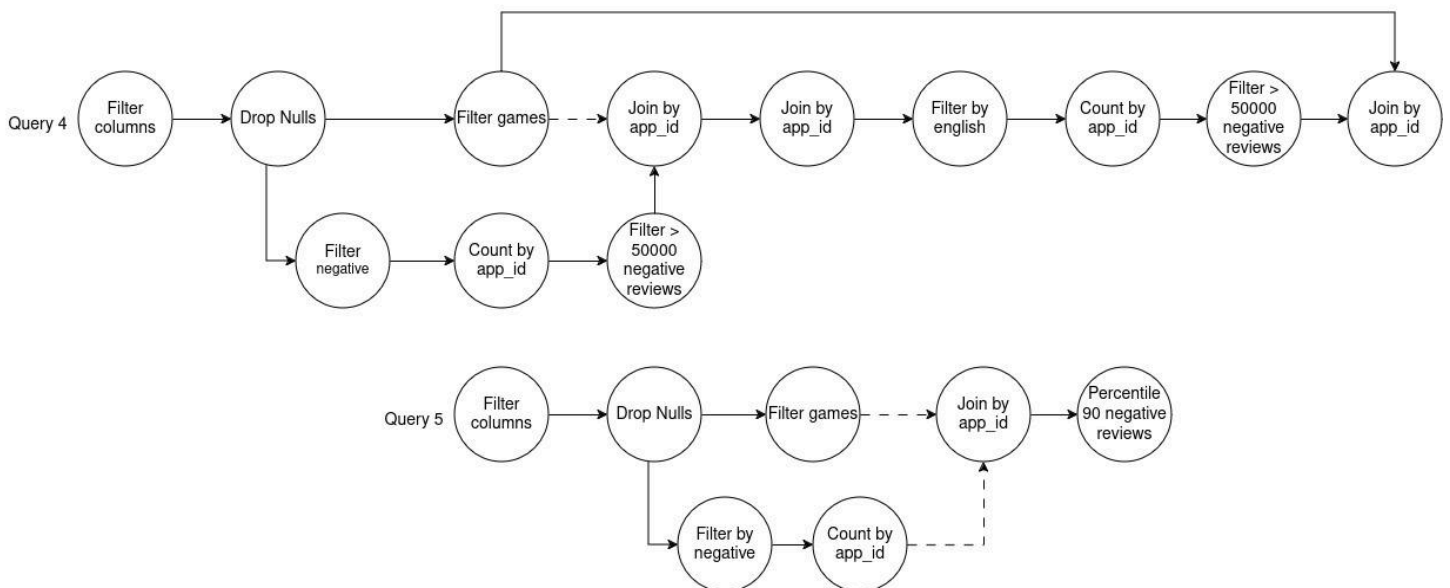 Query 4
Filter
columns
Drop Nulls
Filter games
Join by
app_id
Join by
app_id
Filter by
english
Count by
app_id
Filter >
50000
negative
reviews
Join by
app_id
Filter
negative
Count by
app_id
Filter >
50000
negative
reviews
Query 5
Filter
columns
Drop Nulls
Filter games
Join by
app_id
Percentile
90 negative
reviews
Filter by
negative
Count by
app_id